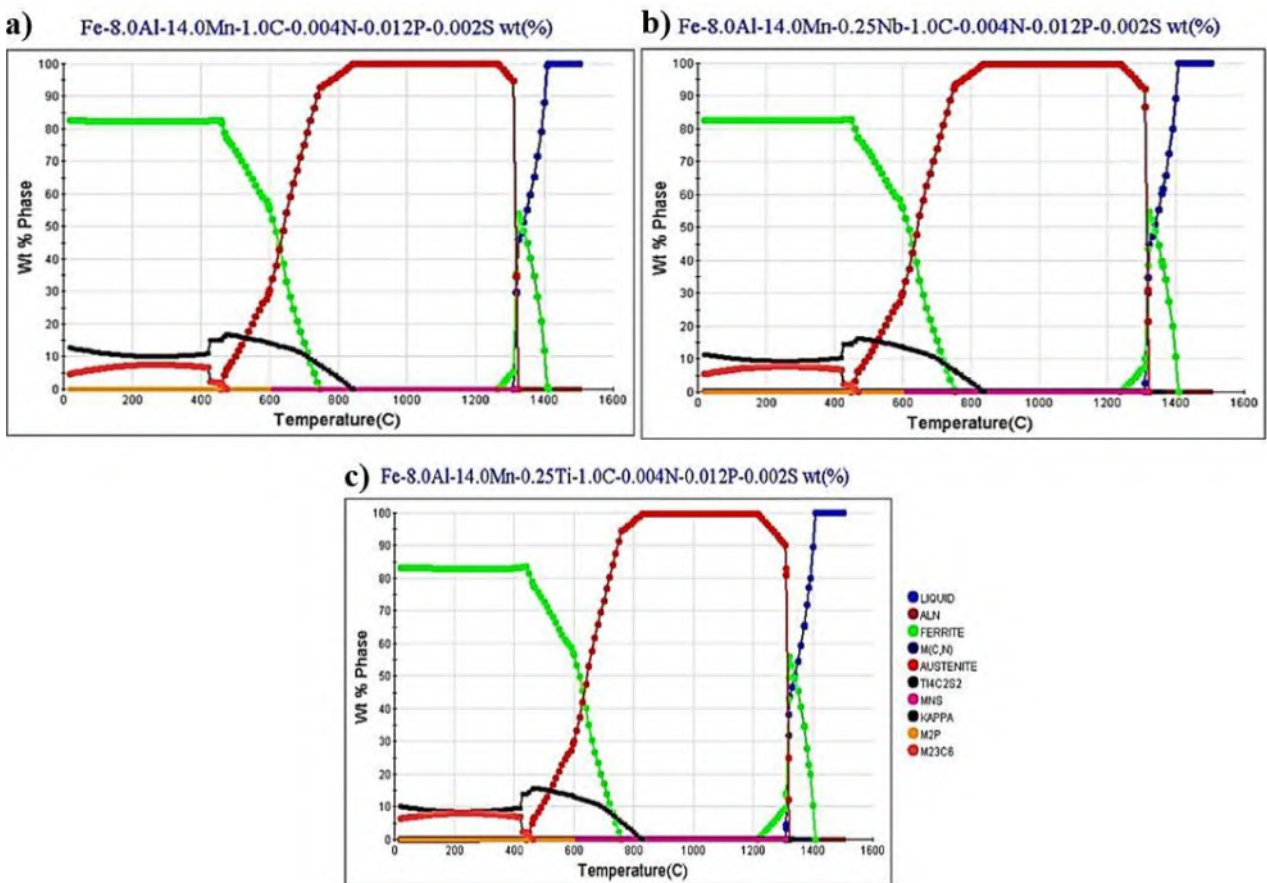 a) Fe-8.0Al-14.0Mn-1.0C-0.004N-0.012P-0.002S wt(%)
Wt % Phase
100
90
80
70
60
50
40
30
20
10
0
0 200 400 600 800 1000 1200 1400 1600
Temperature(C)
b) Fe-8.0Al-14.0Mn-0.25Nb-1.0C-0.004N-0.012P-0.002S wt(%)
Wt % Phase
100
90
80
70
60
50
40
30
20
10
0
0 200 400 600 800 1000 1200 1400 1600
Temperature(C)
c) Fe-8.0Al-14.0Mn-0.25Ti-1.0C-0.004N-0.012P-0.002S wt(%)
Wt % Phase
100
90
80
70
60
50
40
30
20
10
0
0 200 400 600 800 1000 1200 1400 1600
Temperature(C)
LIQUID
ALN
FERRITE
M(C,N)
AUSTENITE
TI4C2S2
MNS
KAPPA
M2P
M23C6